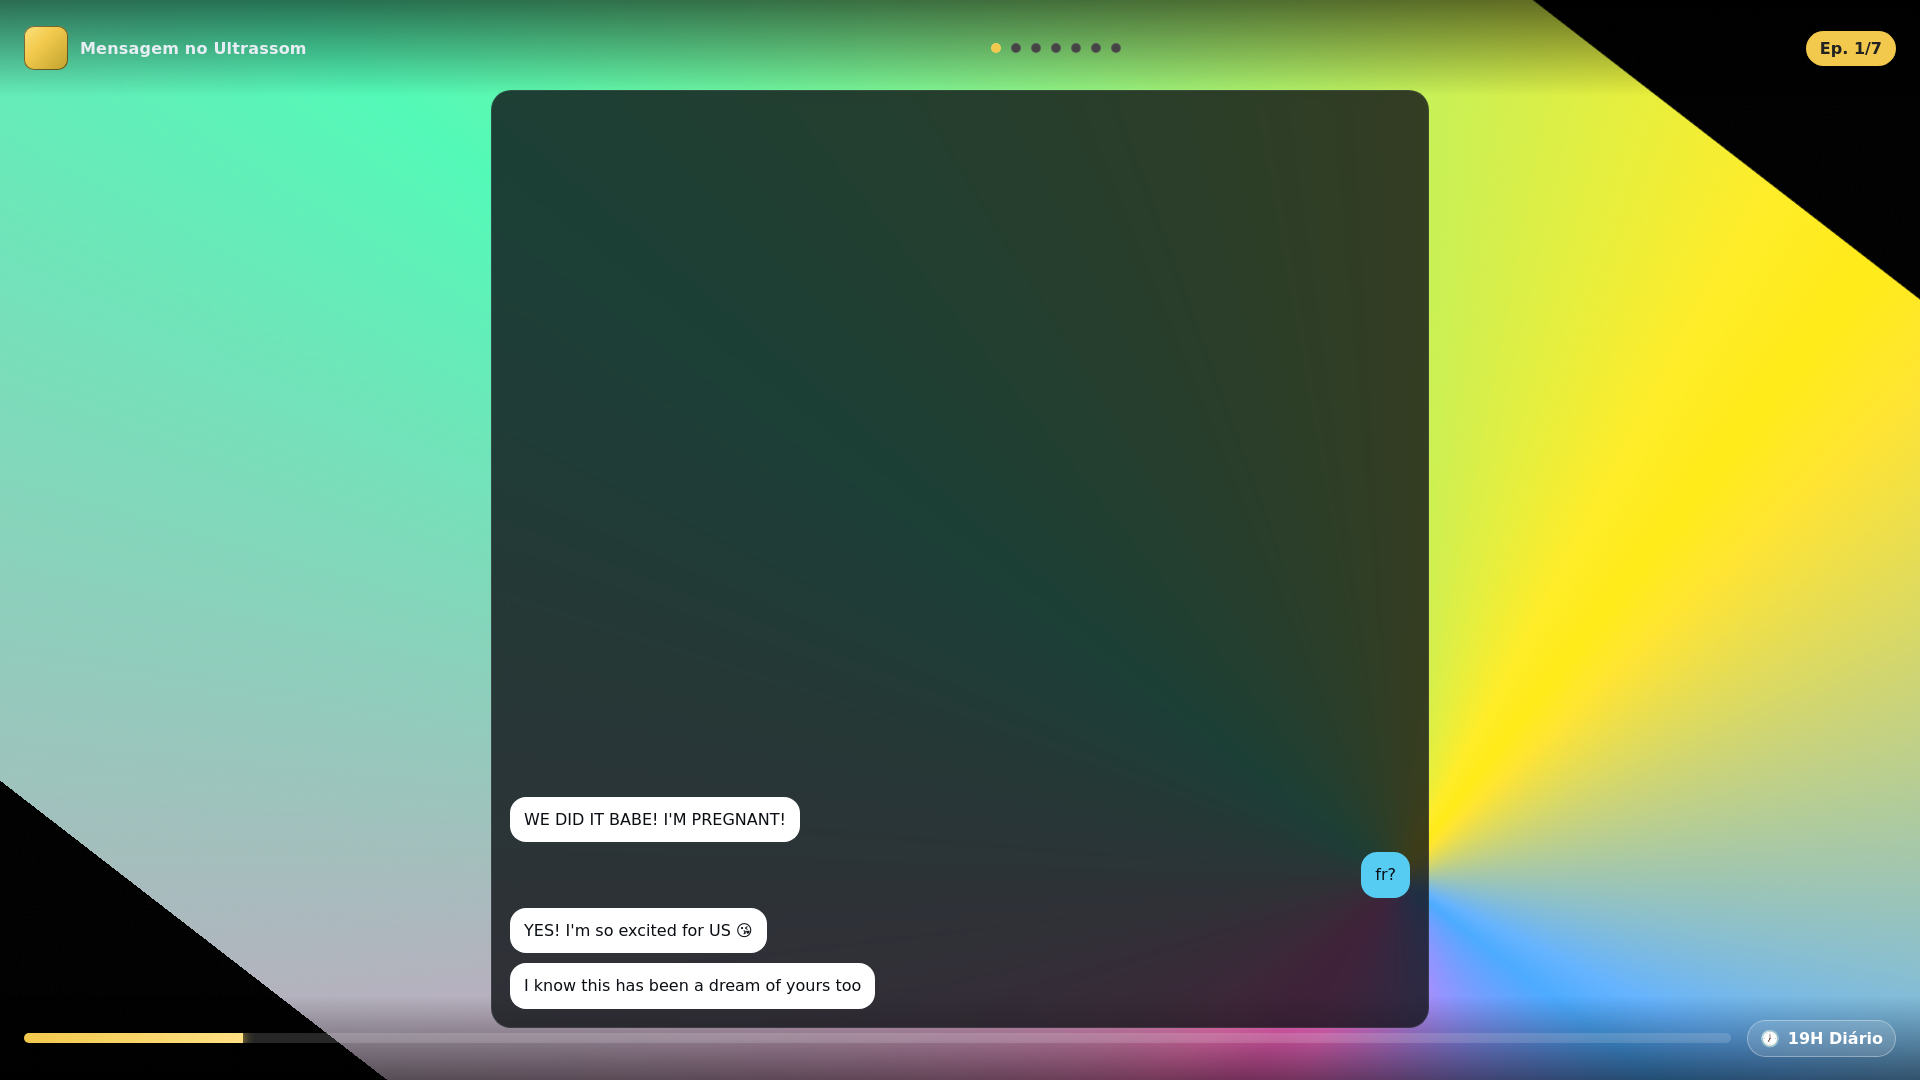 Mensagem no Ultrassom
Ep. 1/7
WE DID IT BABE! I'M PREGNANT!
fr?
YES! I'm so excited for US 😘
I know this has been a dream of yours too
🕖 19H Diário